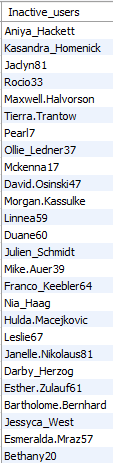 Inactive_users
Aniya_Hackett
Kasandra_Homenick
Jaclyn81
Rocio33
Maxwell.Halvorson
Tierra.Trantow
Pearl7
Ollie_Ledner37
Mckenna17
David.Osinski47
Morgan.Kassulke
Linnea59
Duane60
Julien_Schmidt
Mike.Auer39
Franco_Keebler64
Nia_Haag
Hulda.Macejkovic
Leslie67
Janelle.Nikolaus81
Darby_Herzog
Esther.Zulauf61
Bartholome.Bernhard
Jessyca_West
Esmeralda.Mraz57
Bethany20